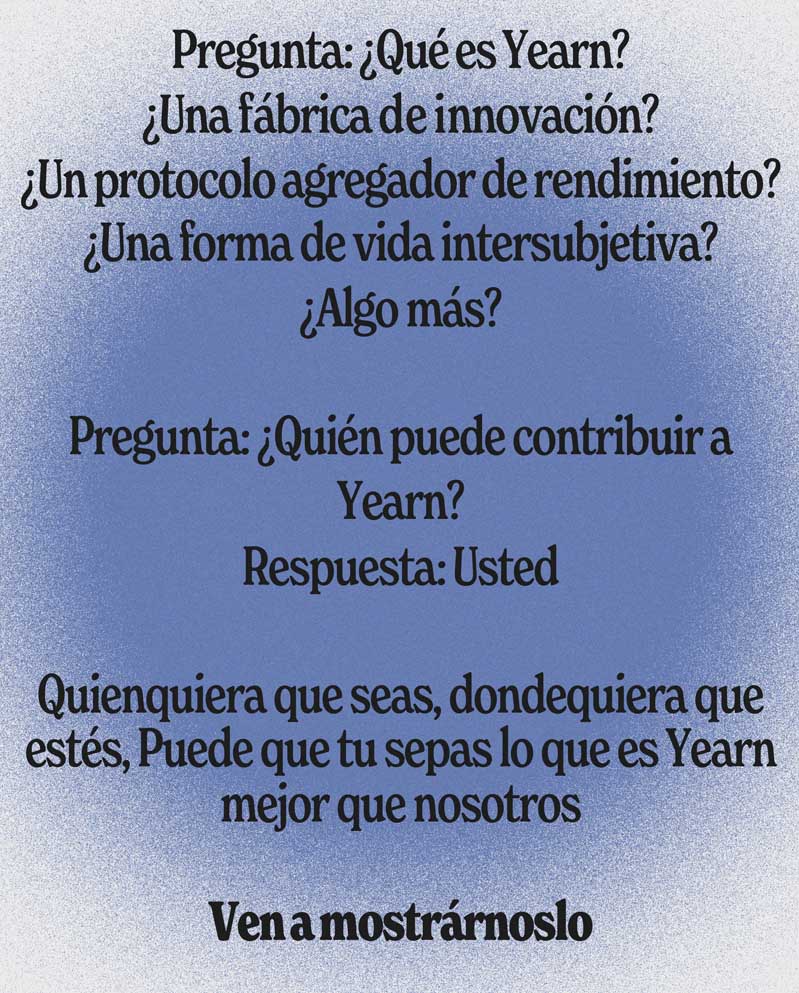 Pregunta: ¿Qué es Yearn?
¿Una fábrica de innovación?
¿Un protocolo agregador de rendimiento?
¿Una forma de vida intersubjetiva?
¿Algo más?
Pregunta: ¿Quién puede contribuir a
Yearn?
Respuesta: Usted
Quienquiera que seas, dondequiera que
estés, Puede que tu sepas lo que es Yearn
mejor que nosotros
Ven a mostrárnoslo